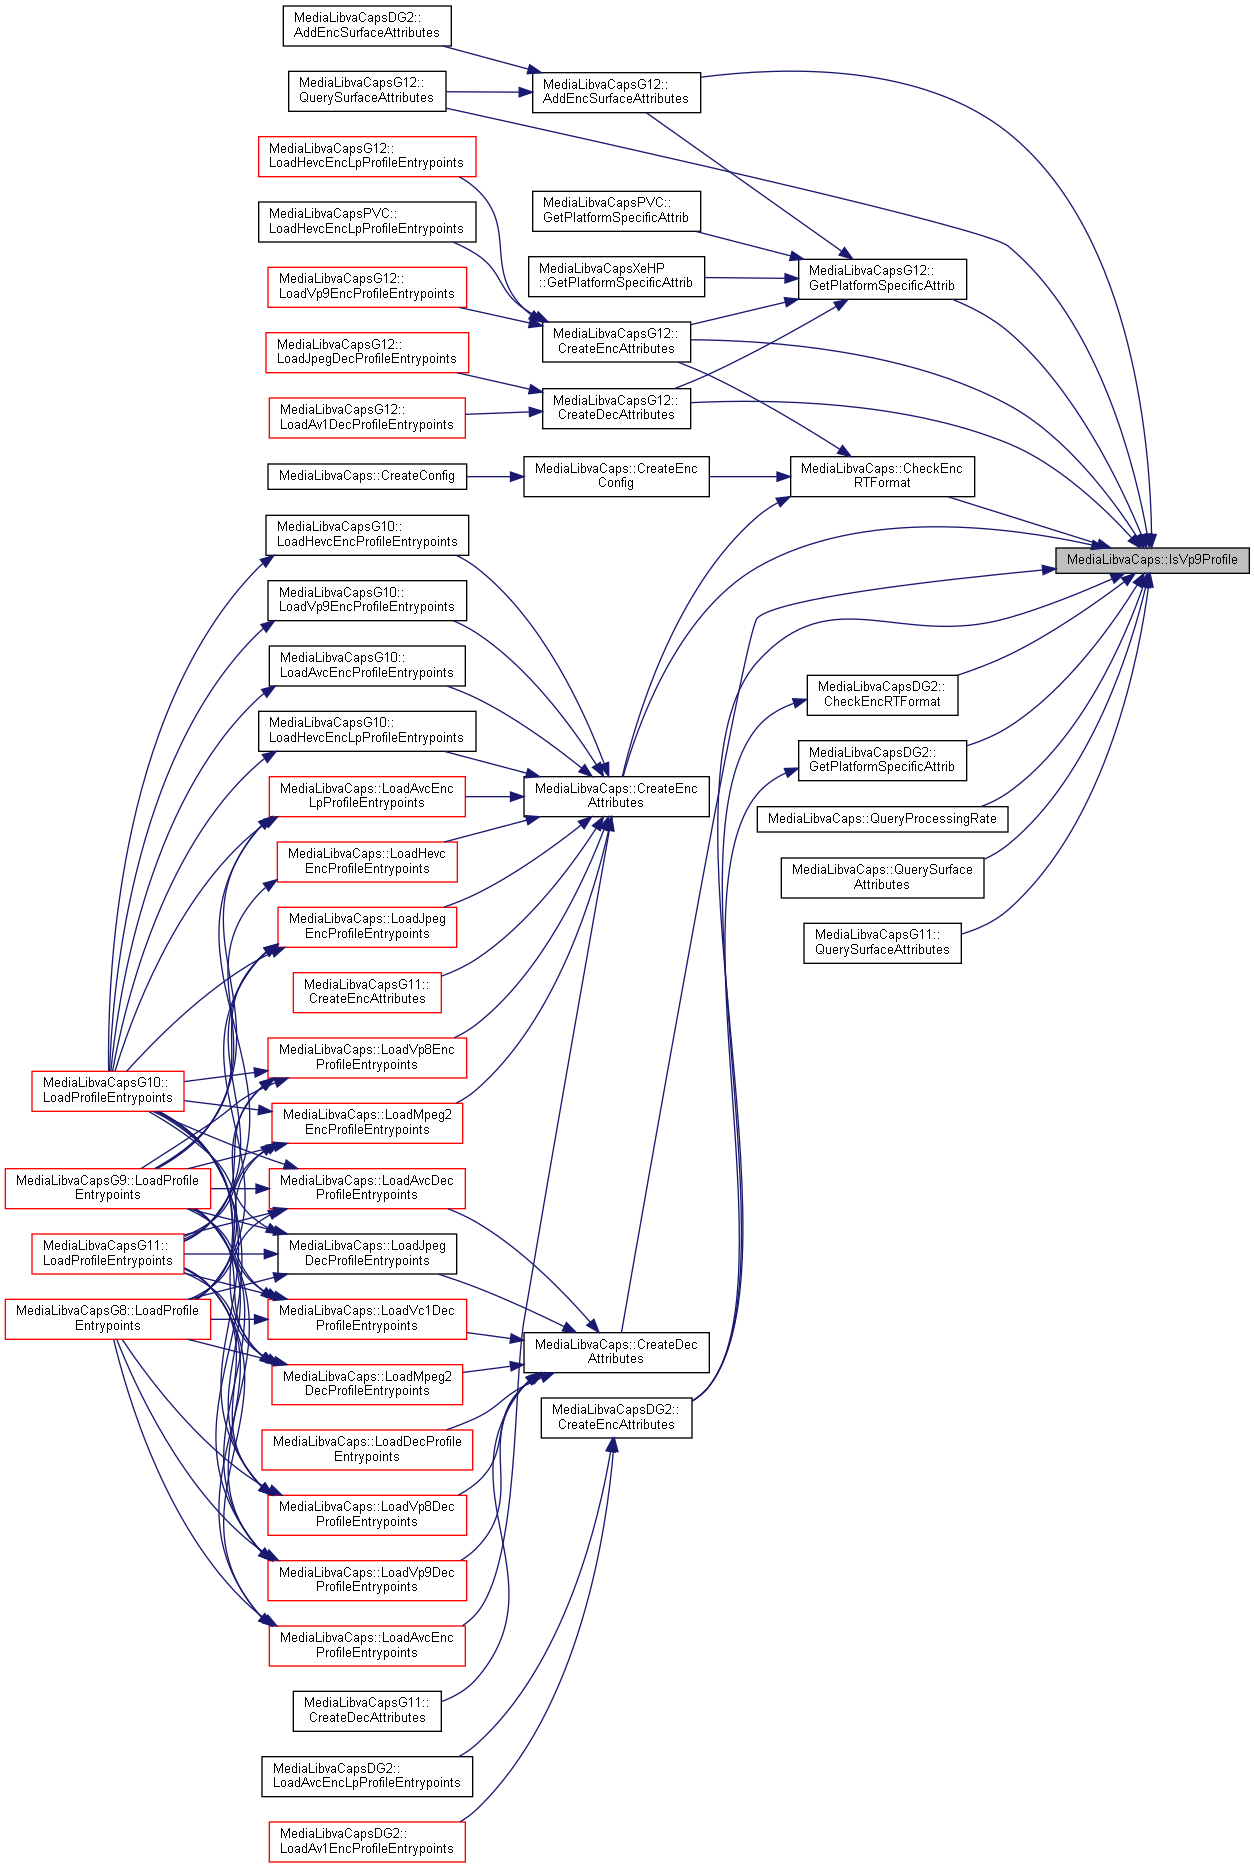 MediaLibvaCapsDG2::
AddEncSurfaceAttributes
MediaLibvaCapsG12::
QuerySurfaceAttributes
MediaLibvaCapsG12::
AddEncSurfaceAttributes
MediaLibvaCapsG12::
LoadHevcEncLpProfileEntrypoints
MediaLibvaCapsPVC::
LoadHevcEncLpProfileEntrypoints
MediaLibvaCapsPVC::
GetPlatformSpecificAttrib
MediaLibvaCapsXeHP
::GetPlatformSpecificAttrib
MediaLibvaCapsG12::
GetPlatformSpecificAttrib
MediaLibvaCapsG12::
LoadVp9EncProfileEntrypoints
MediaLibvaCapsG12::
CreateEncAttributes
MediaLibvaCapsG12::
LoadJpegDecProfileEntrypoints
MediaLibvaCapsG12::
LoadAv1DecProfileEntrypoints
MediaLibvaCapsG12::
CreateDecAttributes
MediaLibvaCaps::CreateConfig
MediaLibvaCaps::CreateEnc
Config
MediaLibvaCaps::CheckEnc
RTFormat
MediaLibvaCaps::IsVp9Profile
MediaLibvaCapsG10::
LoadHevcEncProfileEntrypoints
MediaLibvaCapsG10::
LoadVp9EncProfileEntrypoints
MediaLibvaCapsG10::
LoadAvcEncProfileEntrypoints
MediaLibvaCapsG10::
LoadHevcEncLpProfileEntrypoints
MediaLibvaCapsDG2::
CheckEncRTFormat
MediaLibvaCapsDG2::
GetPlatformSpecificAttrib
MediaLibvaCaps::QueryProcessingRate
MediaLibvaCaps::QuerySurface
Attributes
MediaLibvaCapsG11::
QuerySurfaceAttributes
MediaLibvaCaps::LoadAvcEnc
LpProfileEntrypoints
MediaLibvaCaps::CreateEnc
Attributes
MediaLibvaCaps::LoadHevc
EncProfileEntrypoints
MediaLibvaCaps::LoadJpeg
EncProfileEntrypoints
MediaLibvaCapsG11::
CreateEncAttributes
MediaLibvaCaps::LoadVp8Enc
ProfileEntrypoints
MediaLibvaCapsG10::
LoadProfileEntrypoints
MediaLibvaCaps::LoadMpeg2
EncProfileEntrypoints
MediaLibvaCapsG9::LoadProfile
Entrypoints
MediaLibvaCaps::LoadAvcDec
ProfileEntrypoints
MediaLibvaCapsG11::
LoadProfileEntrypoints
MediaLibvaCaps::LoadJpeg
DecProfileEntrypoints
MediaLibvaCapsG8::LoadProfile
Entrypoints
MediaLibvaCaps::LoadVc1Dec
ProfileEntrypoints
MediaLibvaCaps::CreateDec
Attributes
MediaLibvaCaps::LoadMpeg2
DecProfileEntrypoints
MediaLibvaCapsDG2::
CreateEncAttributes
MediaLibvaCaps::LoadDecProfile
Entrypoints
MediaLibvaCaps::LoadVp8Dec
ProfileEntrypoints
MediaLibvaCaps::LoadVp9Dec
ProfileEntrypoints
MediaLibvaCaps::LoadAvcEnc
ProfileEntrypoints
MediaLibvaCapsG11::
CreateDecAttributes
MediaLibvaCapsDG2::
LoadAvcEncLpProfileEntrypoints
MediaLibvaCapsDG2::
LoadAv1EncProfileEntrypoints